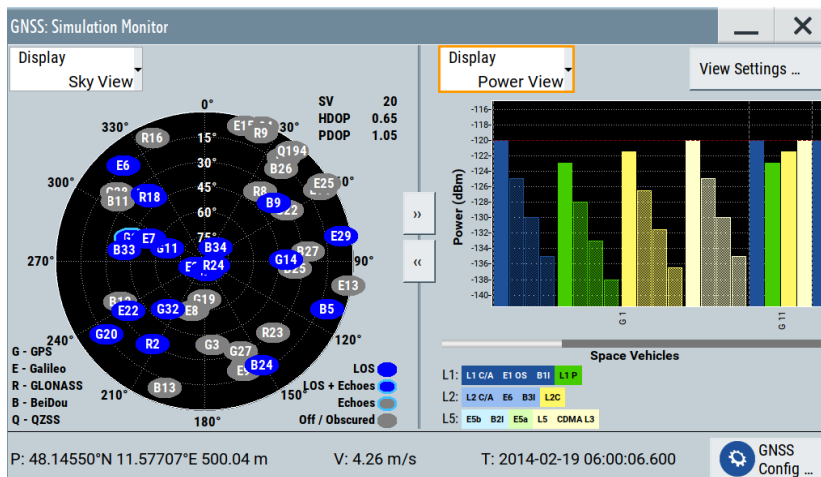 GNSS: Simulation Monitor
Display
Sky View
Display
Power View
View Settings ...
SV 20
HDOP 0.65
PDOP 1.05
0°
30°
90°
120°
150°
180°
210°
240°
270°
300°
330°
15°
30°
45°
60°
R16
E15
R9
Q194
B26
E6
R18
B11
R8
B9
E25
E29
B33
E7
G11
B34
R24
G14
B27
B25
E13
G19
E8
G32
E22
G20
R2
B5
R23
G3
G27
B24
B13
G - GPS
E - Galileo
R - GLONASS
B - BeiDou
Q - QZSS
LOS
LOS + Echoes
Echoes
Off / Obscured
»
«
Power (dBm)
-116
-118
-120
-122
-124
-126
-128
-130
-132
-134
-136
-138
-140
G 1
G 11
Space Vehicles
L1: L1 C/A E1 OS B1I L1 P
L2: L2 C/A E6 B3I L2C
L5: E5b B2I E5a L5 CDMA L3
P: 48.14550°N 11.57707°E 500.04 m
V: 4.26 m/s
T: 2014-02-19 06:00:06.600
GNSS
Config ...